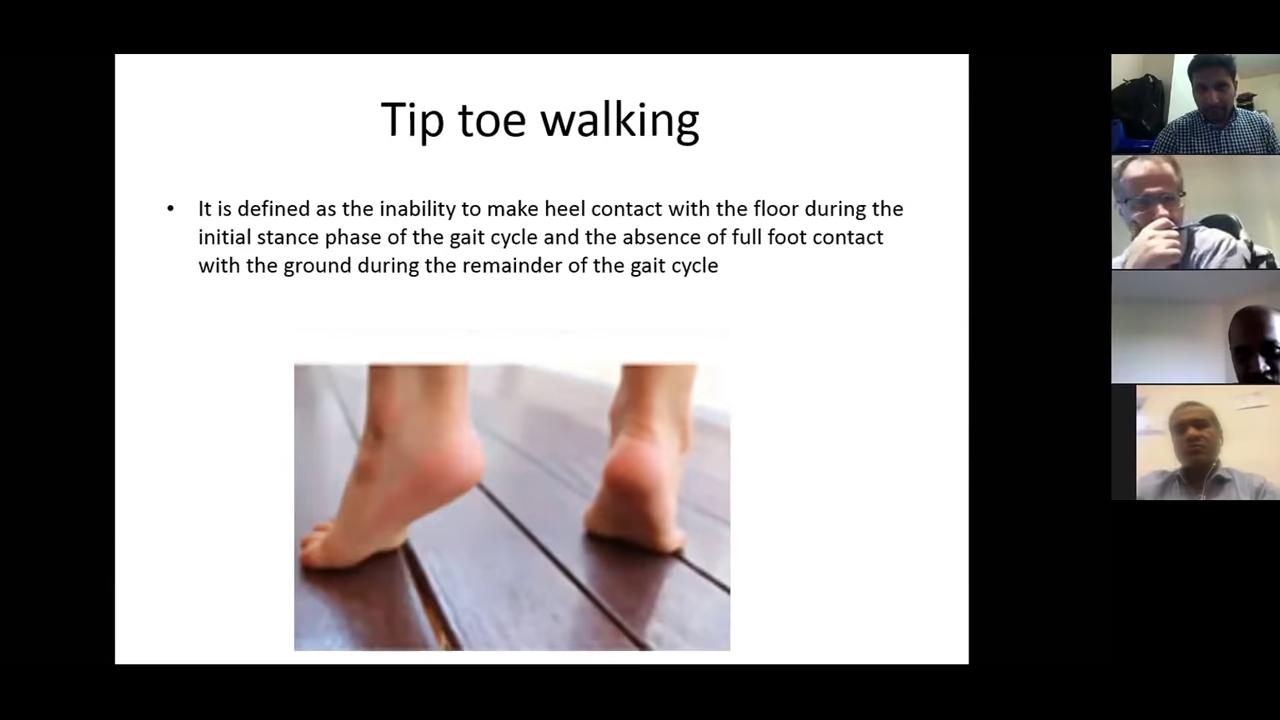 Tip toe walking
• It is defined as the inability to make heel contact with the floor during the
initial stance phase of the gait cycle and the absence of full foot contact
with the ground during the remainder of the gait cycle